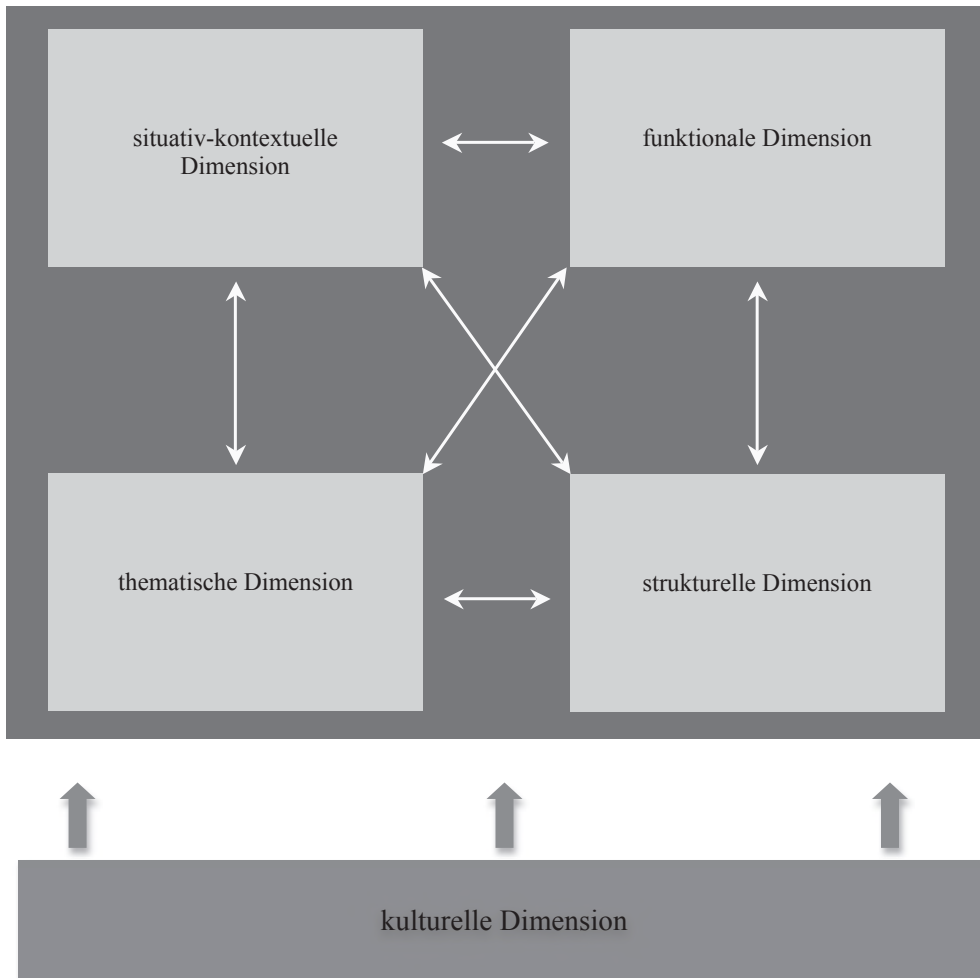 situativ-kontextuelle
Dimension
funktionale Dimension
thematische Dimension
strukturelle Dimension
kulturelle Dimension